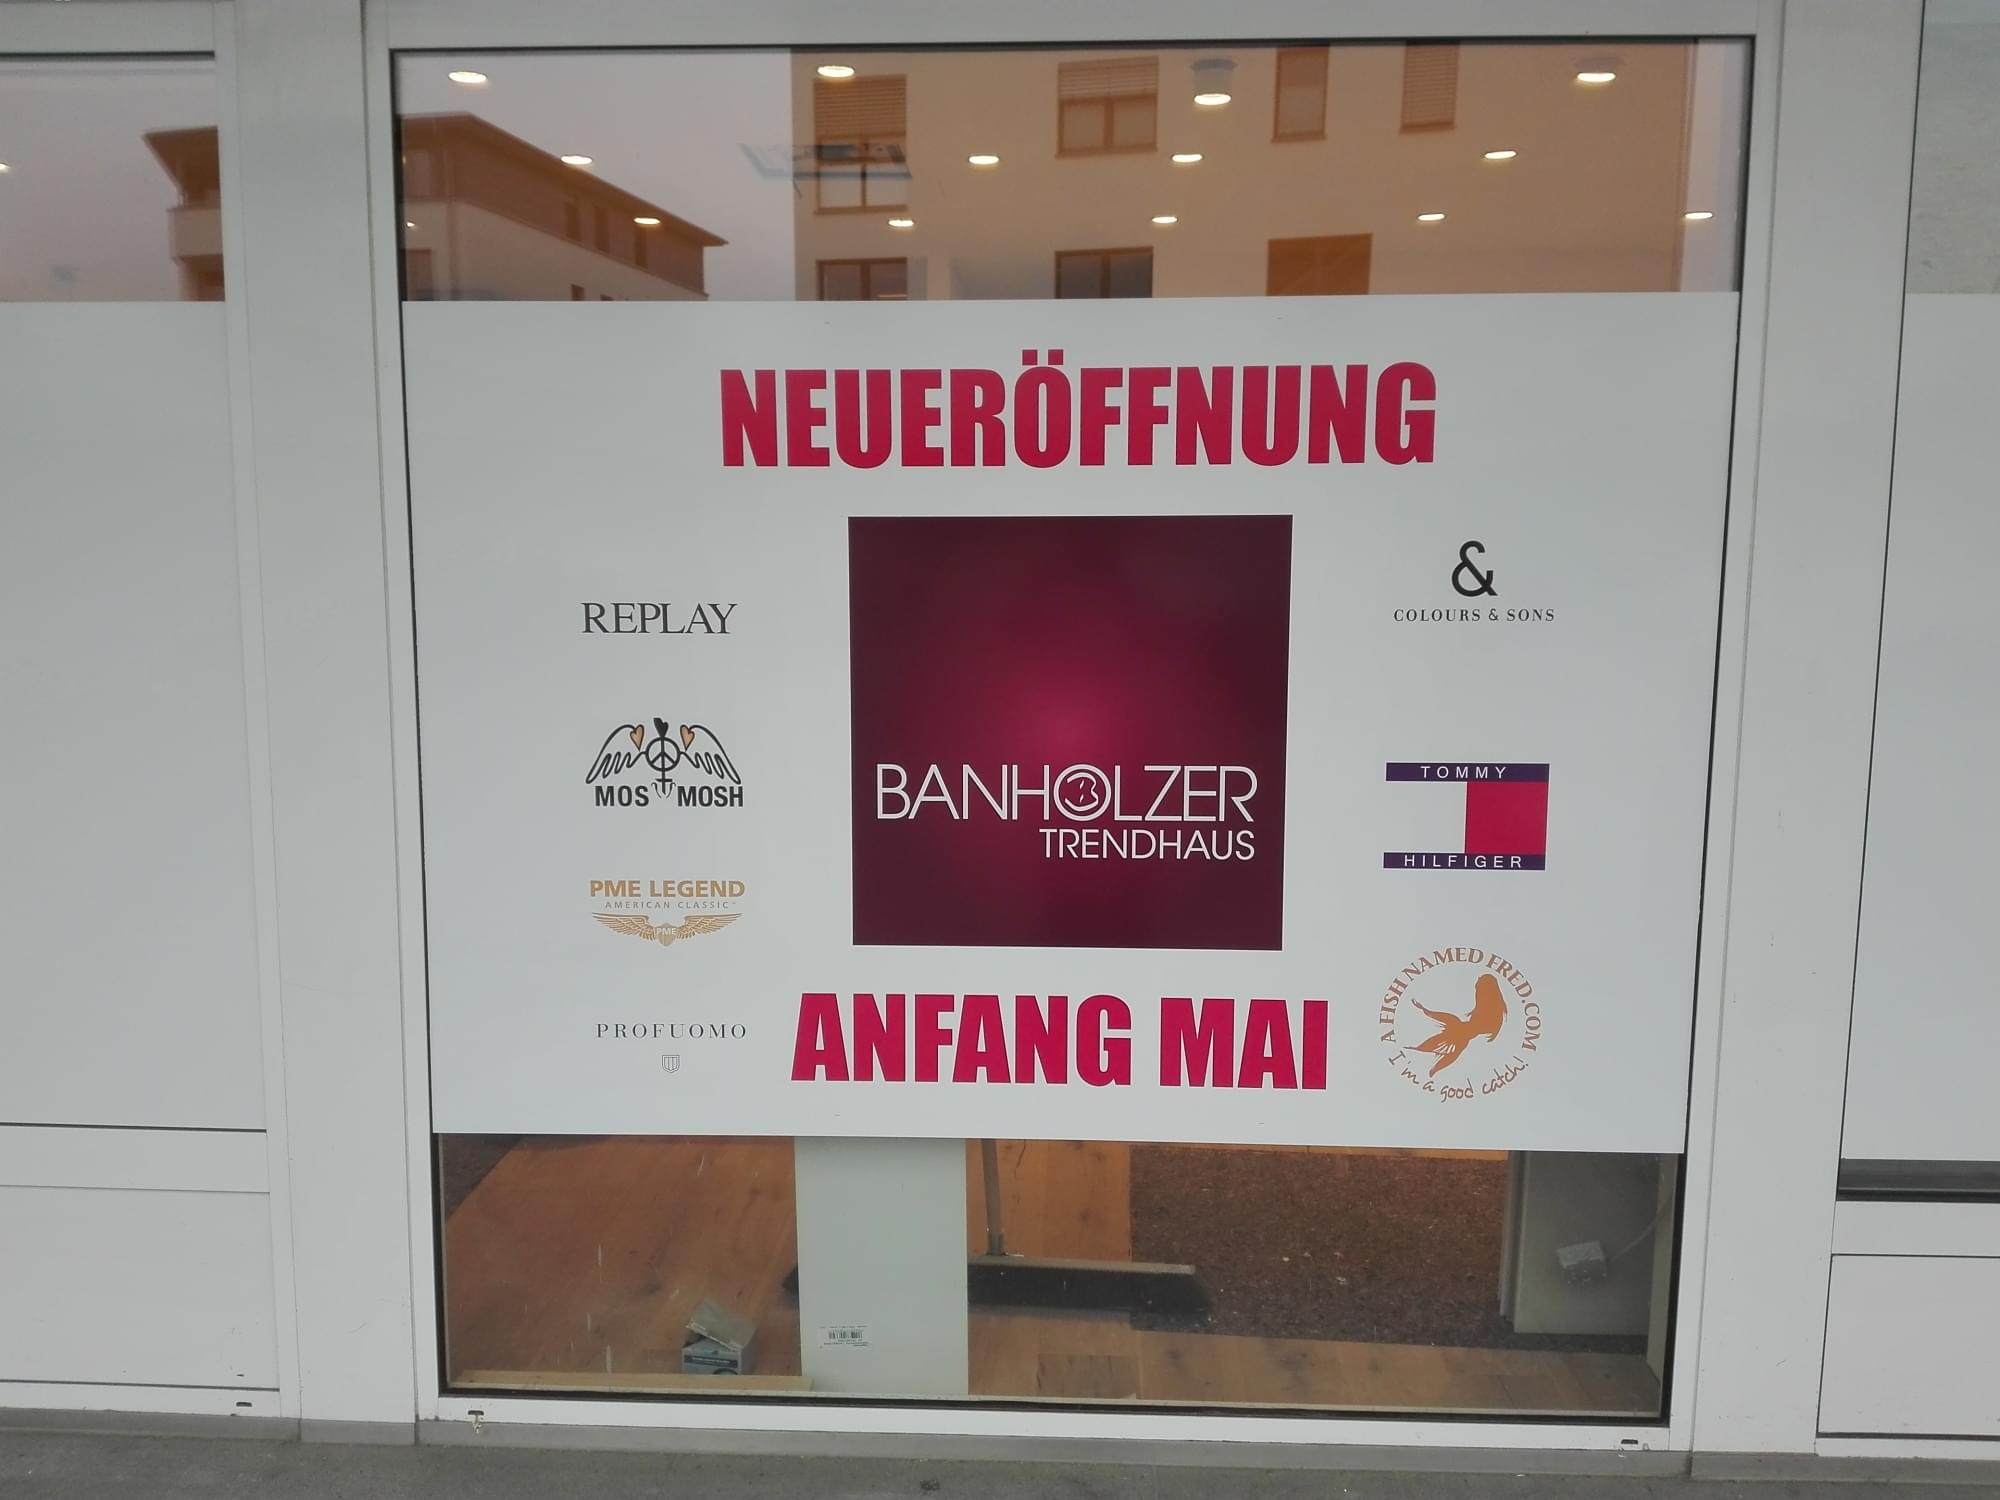 NEUERÖFFNUNG
&
COLOURS & SONS
REPLAY
MOS MOSH
BANHOLZER
TRENDHAUS
TOMMY
HILFIGER
PME LEGEND
AMERICAN CLASSIC
PME
A FISH NAMED FRED.COM
I'm a good catch!
PROFUOMO
ANFANG MAI